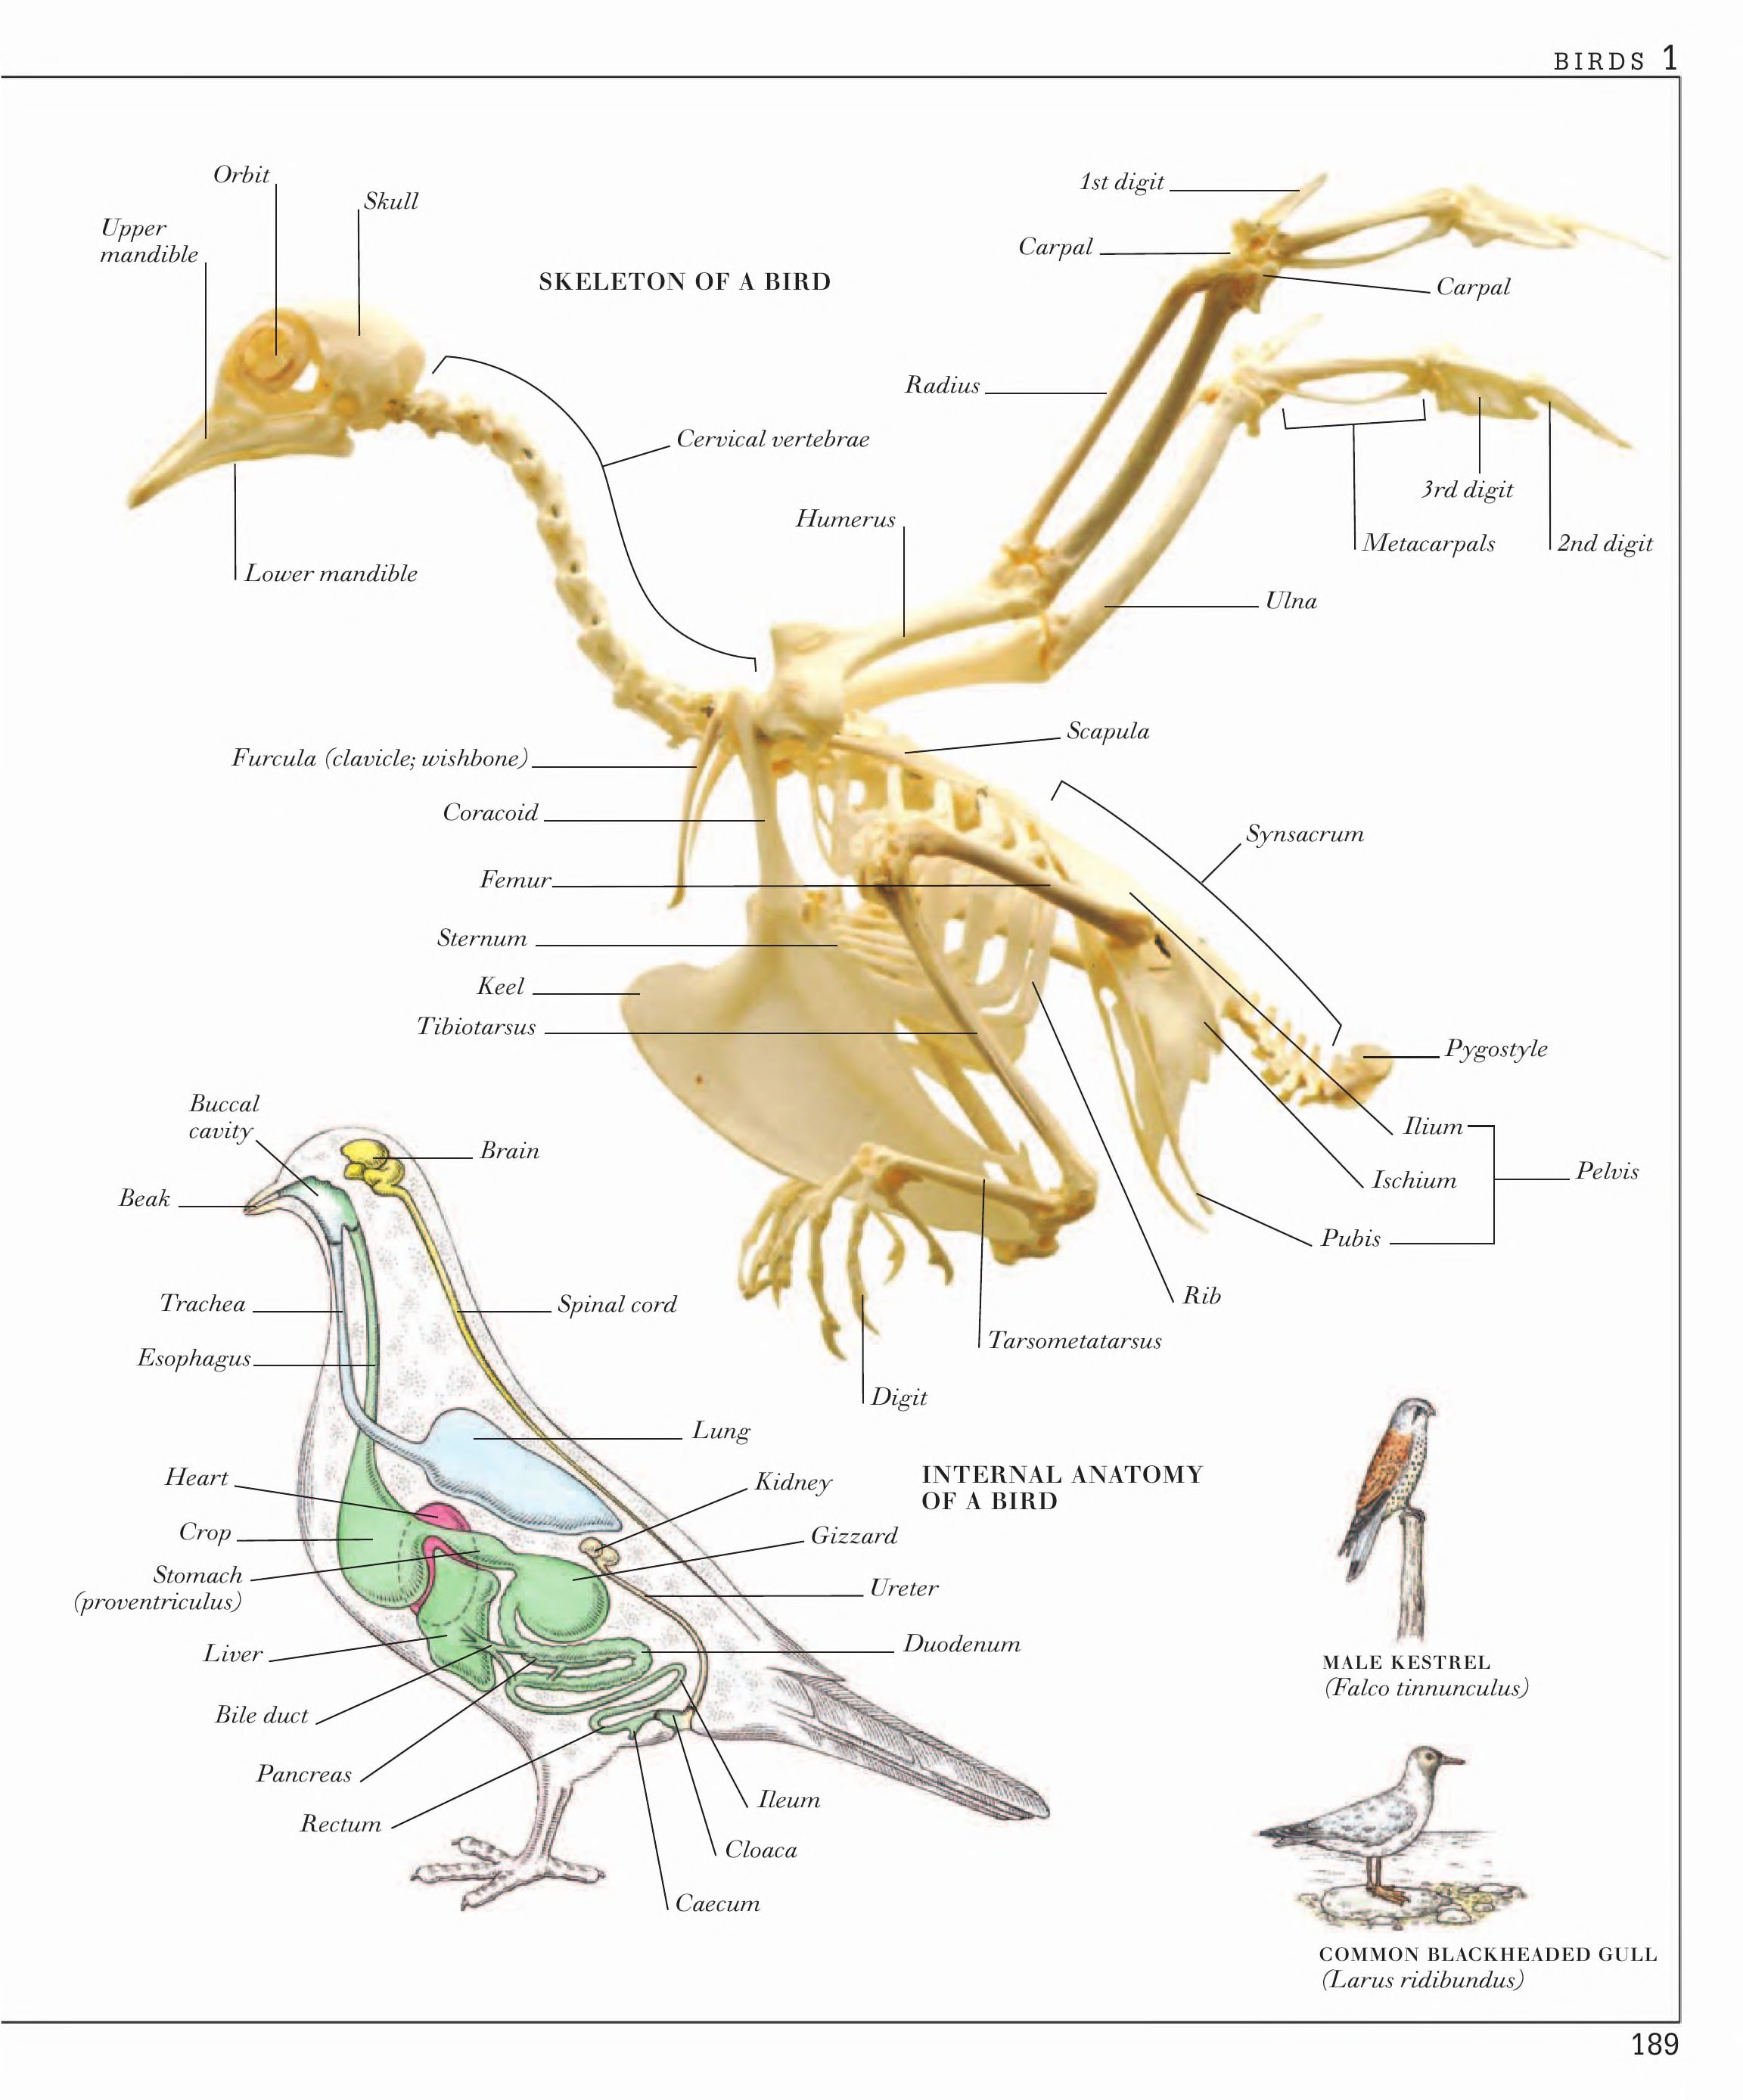 BIRDS 1
Orbit
Skull
Upper
mandible
SKELETON OF A BIRD
1st digit
Carpal
Carpal
Radius
Cervical vertebrae
3rd digit
Humerus
Metacarpals
2nd digit
Lower mandible
Ulna
Scapula
Furcula (clavicle; wishbone)
Coracoid
Synsacrum
Femur
Sternum
Keel
Tibiotarsus
Pygostyle
Ilium
Ischium
Pelvis
Pubis
Rib
Tarsometatarsus
Digit
Buccal
cavity
Brain
Beak
Trachea
Spinal cord
Esophagus
Lung
Heart
Kidney
INTERNAL ANATOMY
OF A BIRD
Crop
Gizzard
Stomach
(proventriculus)
Ureter
Liver
Duodenum
Bile duct
Pancreas
Ileum
Rectum
Cloaca
Caecum
MALE KESTREL
(Falco tinnunculus)
COMMON BLACKHEADED GULL
(Larus ridibundus)
189